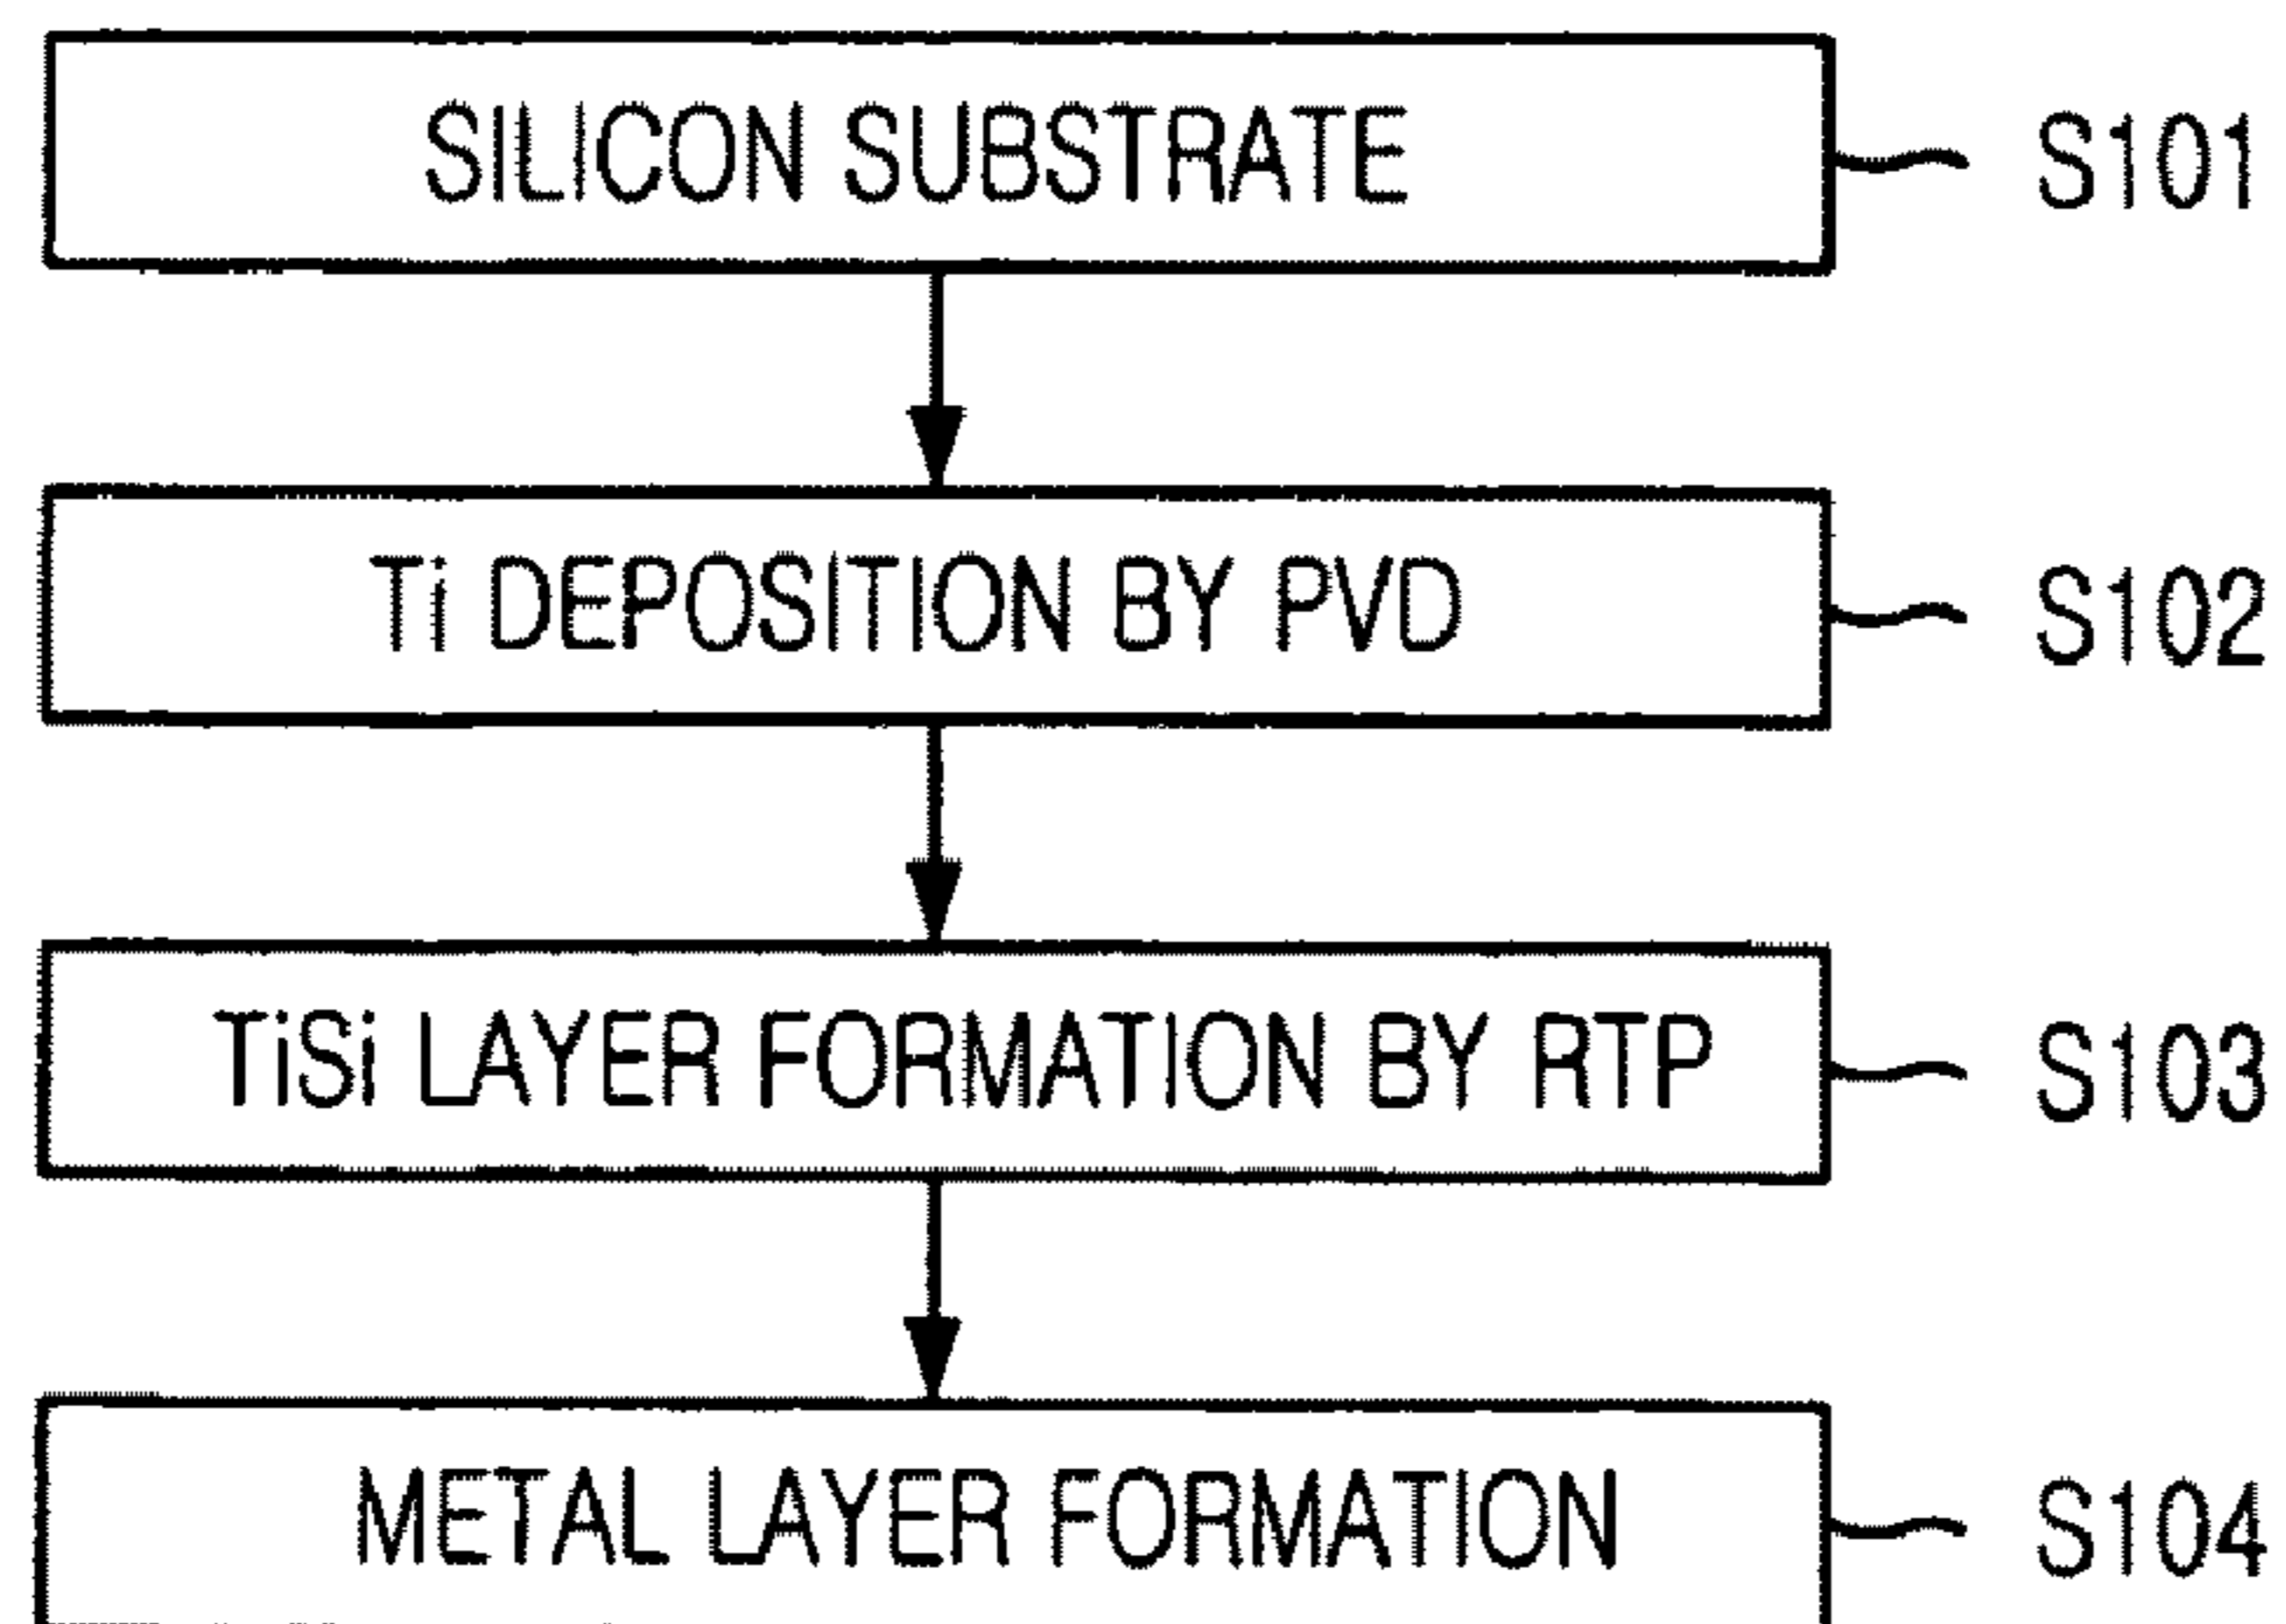 SILICON SUBSTRATE S101
Ti DEPOSITION BY PVD S102
TiSi LAYER FORMATION BY RTP S103
METAL LAYER FORMATION S104